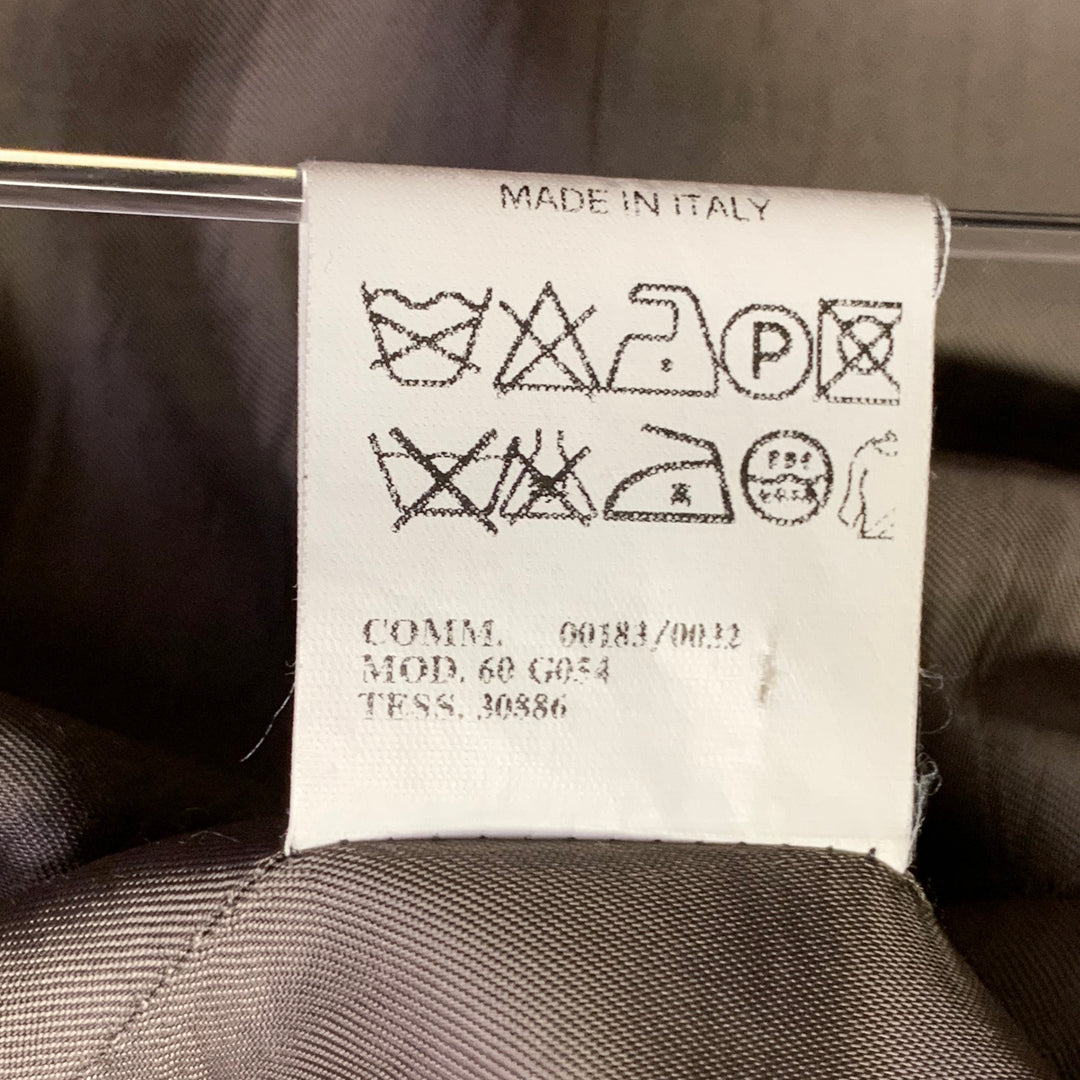 MADE IN ITALY
P
COMM. 00183/0032
MOD. 60 G054
TESS. 30886